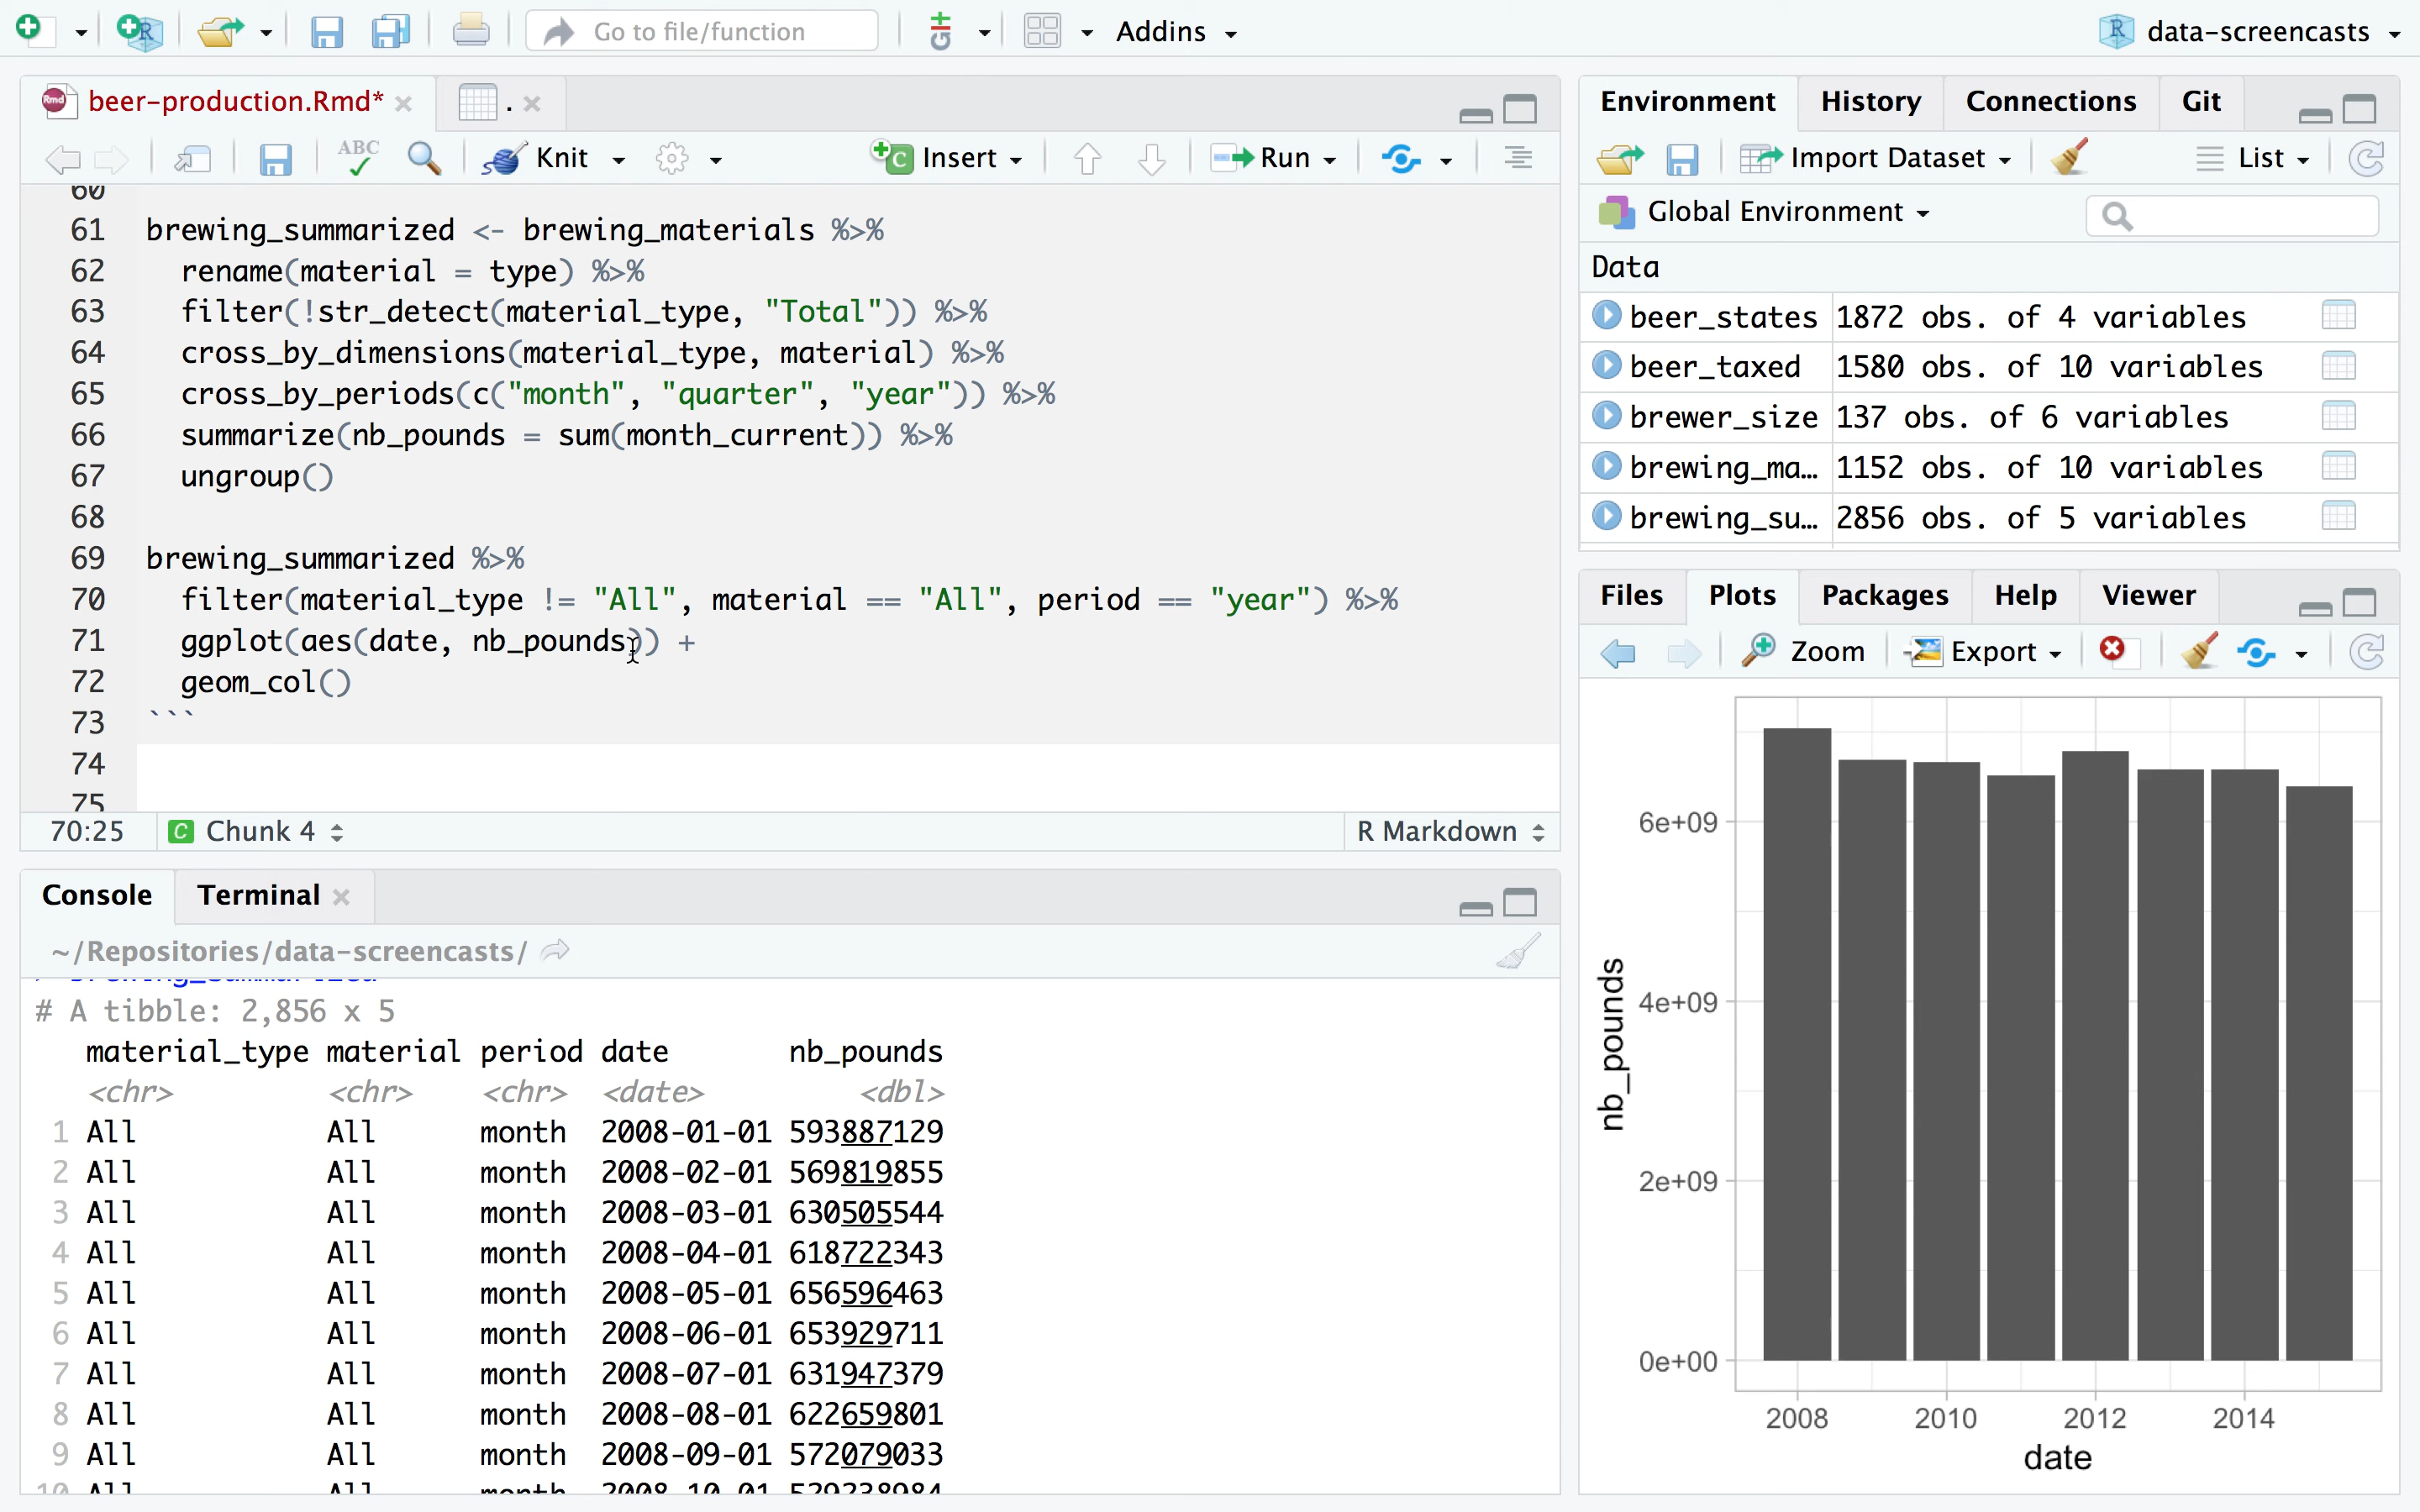 Go to file/function
Addins
data-screencasts
beer-production.Rmd*
.
ABC
Knit
Insert
Run
60
61 brewing_summarized <- brewing_materials %>%
62 rename(material = type) %>%
63 filter(!str_detect(material_type, "Total")) %>%
64 cross_by_dimensions(material_type, material) %>%
65 cross_by_periods(c("month", "quarter", "year")) %>%
66 summarize(nb_pounds = sum(month_current)) %>%
67 ungroup()
68
69 brewing_summarized %>%
70 filter(material_type != "All", material == "All", period == "year") %>%
71 ggplot(aes(date, nb_pounds)) +
72 geom_col()
73 ```
74
75
70:25 C Chunk 4 R Markdown
Console Terminal
~/Repositories/data-screencasts/
> brewing_summarized
# A tibble: 2,856 x 5
material_type material period date nb_pounds
<chr> <chr> <chr> <date> <dbl>
1 All All month 2008-01-01 593887129
2 All All month 2008-02-01 569819855
3 All All month 2008-03-01 630505544
4 All All month 2008-04-01 618722343
5 All All month 2008-05-01 656596463
6 All All month 2008-06-01 653929711
7 All All month 2008-07-01 631947379
8 All All month 2008-08-01 622659801
9 All All month 2008-09-01 572079033
10 All All month 2008-10-01 529238984
Environment History Connections Git
Import Dataset List
Global Environment
Data
beer_states 1872 obs. of 4 variables
beer_taxed 1580 obs. of 10 variables
brewer_size 137 obs. of 6 variables
brewing_ma… 1152 obs. of 10 variables
brewing_su… 2856 obs. of 5 variables
Files Plots Packages Help Viewer
Zoom Export
nb_pounds
6e+09
4e+09
2e+09
0e+00
2008 2010 2012 2014
date